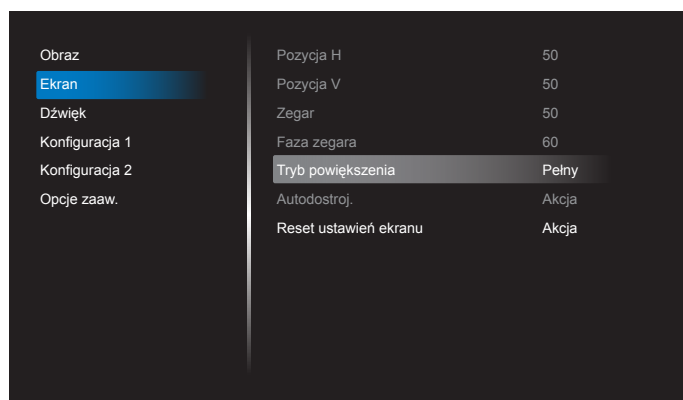 Obraz
Ekran
Dźwięk
Konfiguracja 1
Konfiguracja 2
Opcje zaaw.
Pozycja H 50
Pozycja V 50
Zegar 50
Faza zegara 60
Tryb powiększenia Pełny
Autodostroj. Akcja
Reset ustawień ekranu Akcja